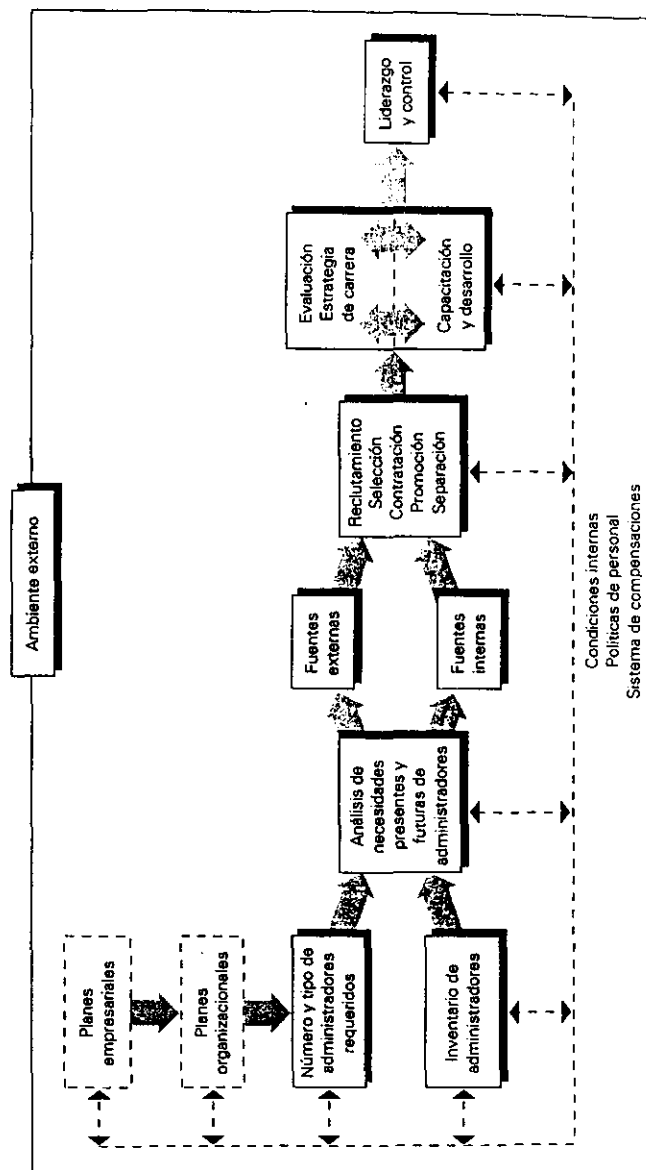 Ambiente externo
Planes
empresariales
Planes
organizacionales
Número y tipo de
administradores
requeridos
Inventario de
administradores
Análisis de
necesidades
presentes y
futuras de
administradores
Fuentes
externas
Fuentes
internas
Reclutamiento
Selección
Contratación
Promoción
Separación
Evaluación
Estrategia
de carrera
Capacitación
y desarrollo
Liderazgo
y control
Condiciones internas
Políticas de personal
Sistema de compensaciones